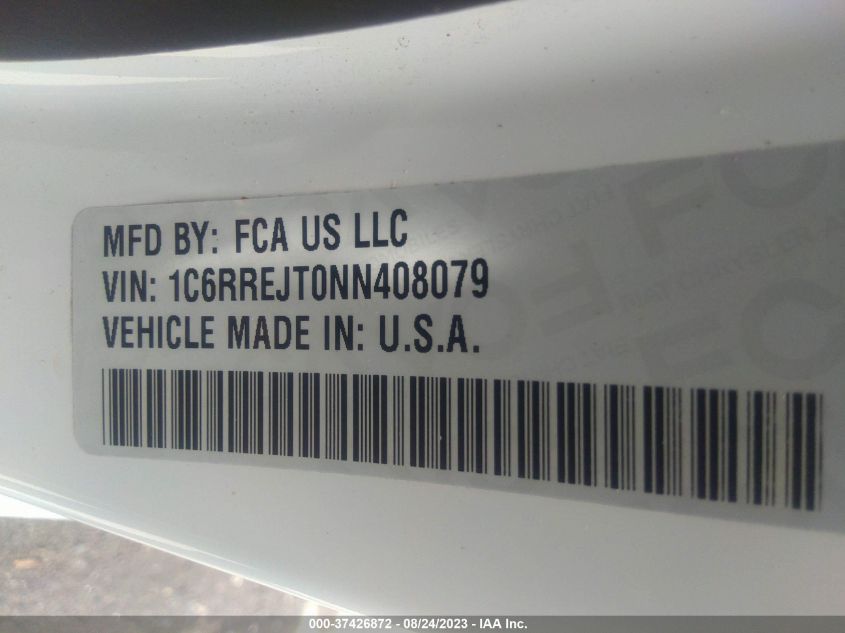 MFD BY: FCA US LLC
VIN: 1C6RREJT0NN408079
VEHICLE MADE IN: U.S.A.
000-37426872 - 08/24/2023 - IAA Inc.